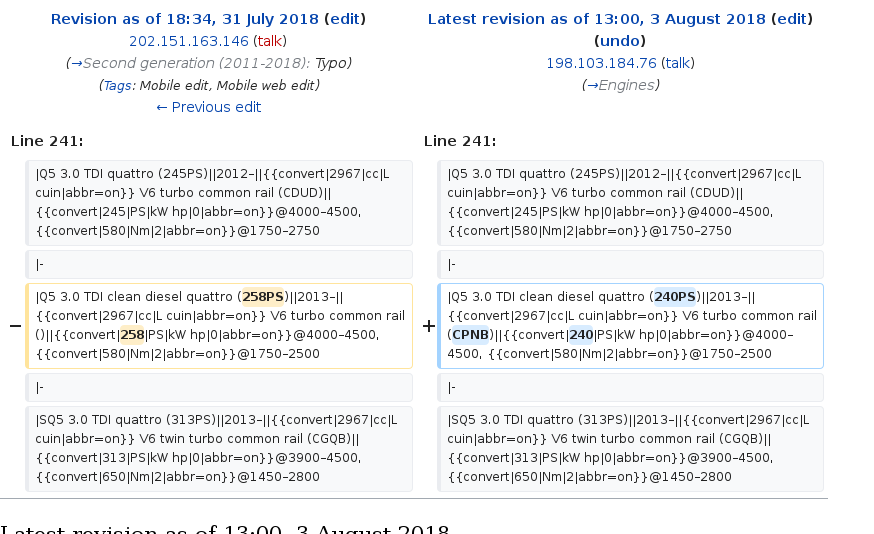 Revision as of 18:34, 31 July 2018 (edit)
202.151.163.146 (talk)
(→Second generation (2011-2018): Typo)
(Tags: Mobile edit, Mobile web edit)
← Previous edit
Latest revision as of 13:00, 3 August 2018 (edit)
(undo)
198.103.184.76 (talk)
(→Engines)
Line 241:
Line 241:
|Q5 3.0 TDI quattro (245PS)||2012–||{{convert|2967|cc|L
cuin|abbr=on}} V6 turbo common rail (CDUD)||
{{convert|245|PS|kW hp|0|abbr=on}}@4000–4500,
{{convert|580|Nm|2|abbr=on}}@1750–2750
|Q5 3.0 TDI quattro (245PS)||2012–||{{convert|2967|cc|L
cuin|abbr=on}} V6 turbo common rail (CDUD)||
{{convert|245|PS|kW hp|0|abbr=on}}@4000–4500,
{{convert|580|Nm|2|abbr=on}}@1750–2750
|-
|-
−
|Q5 3.0 TDI clean diesel quattro (258PS)||2013–||
{{convert|2967|cc|L cuin|abbr=on}} V6 turbo common rail
()||{{convert|258|PS|kW hp|0|abbr=on}}@4000–4500,
{{convert|580|Nm|2|abbr=on}}@1750–2500
+
|Q5 3.0 TDI clean diesel quattro (240PS)||2013–||
{{convert|2967|cc|L cuin|abbr=on}} V6 turbo common rail
(CPNB)||{{convert|240|PS|kW hp|0|abbr=on}}@4000–
4500, {{convert|580|Nm|2|abbr=on}}@1750–2500
|-
|-
|SQ5 3.0 TDI quattro (313PS)||2013–||{{convert|2967|cc|L
cuin|abbr=on}} V6 twin turbo common rail (CGQB)||
{{convert|313|PS|kW hp|0|abbr=on}}@3900–4500,
{{convert|650|Nm|2|abbr=on}}@1450–2800
|SQ5 3.0 TDI quattro (313PS)||2013–||{{convert|2967|cc|L
cuin|abbr=on}} V6 twin turbo common rail (CGQB)||
{{convert|313|PS|kW hp|0|abbr=on}}@3900–4500,
{{convert|650|Nm|2|abbr=on}}@1450–2800
Latest revision as of 13:00, 3 August 2018